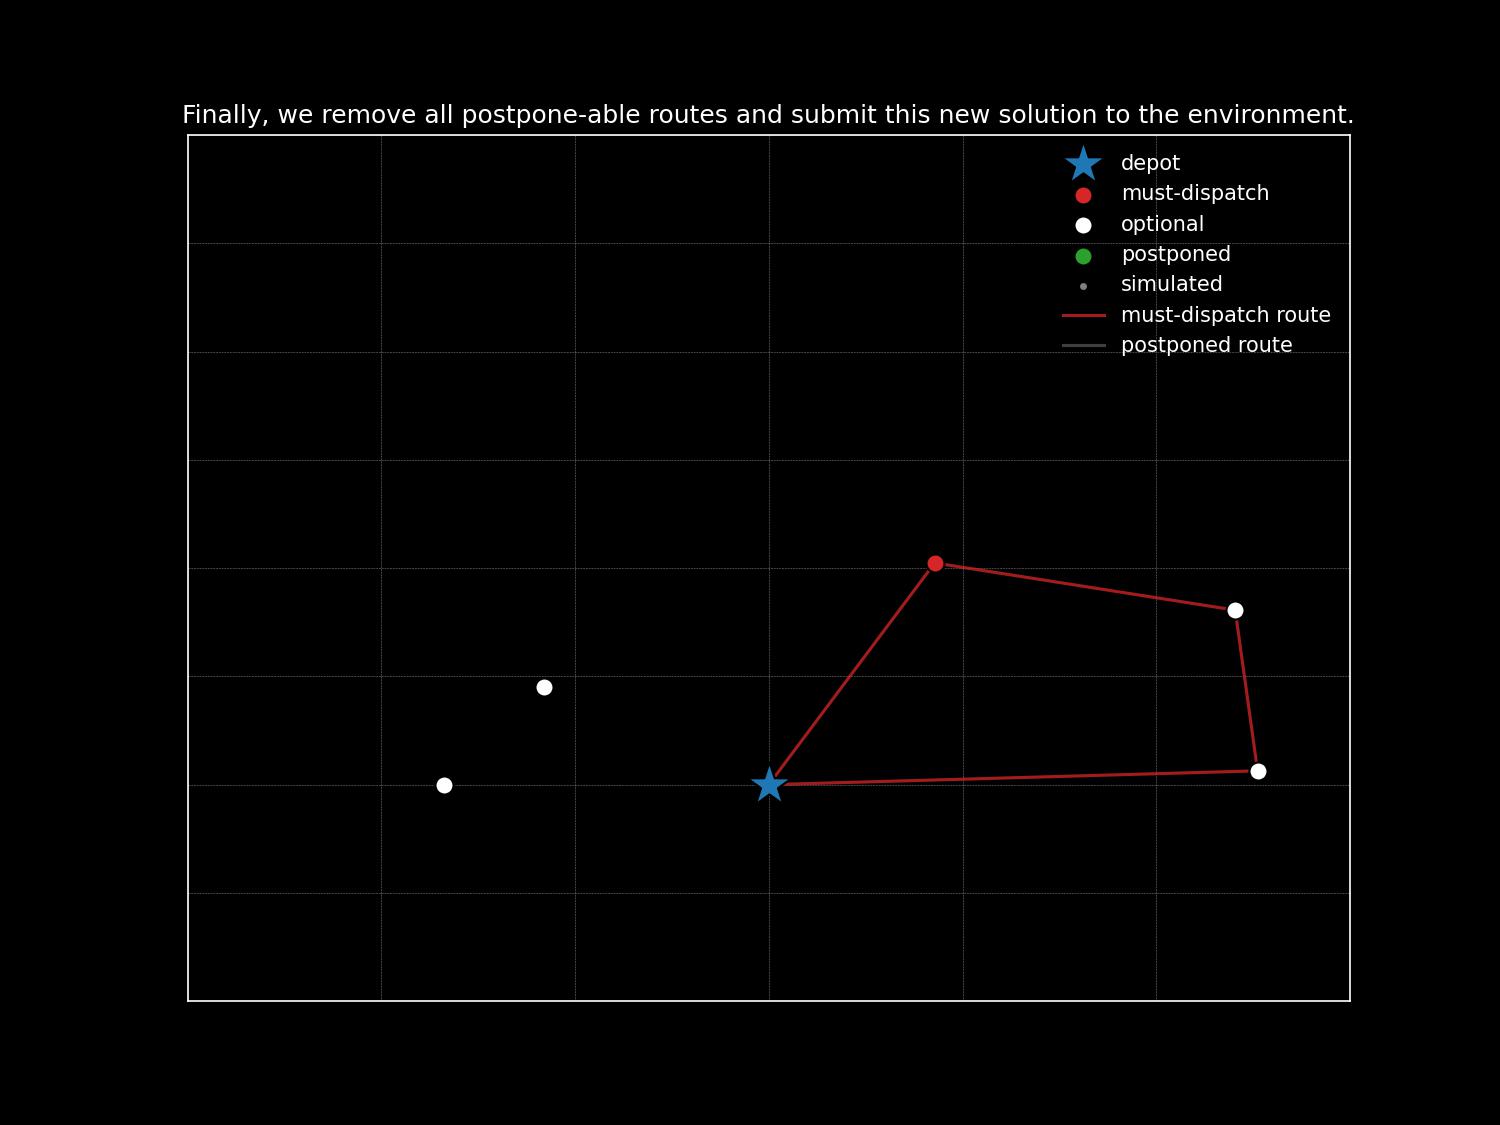 Finally, we remove all postpone-able routes and submit this new solution to the environment.
depot
must-dispatch
optional
postponed
simulated
must-dispatch route
postponed route